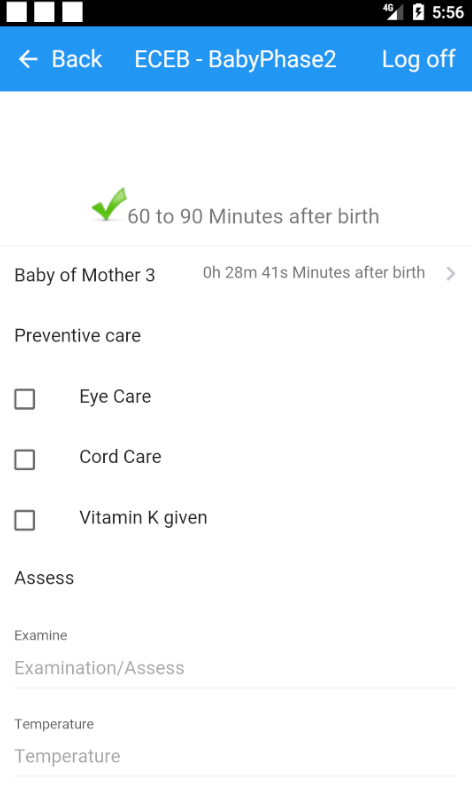 4G 5:56
Back ECEB - BabyPhase2 Log off
60 to 90 Minutes after birth
Baby of Mother 3 0h 28m 41s Minutes after birth
Preventive care
Eye Care
Cord Care
Vitamin K given
Assess
Examine
Examination/Assess
Temperature
Temperature